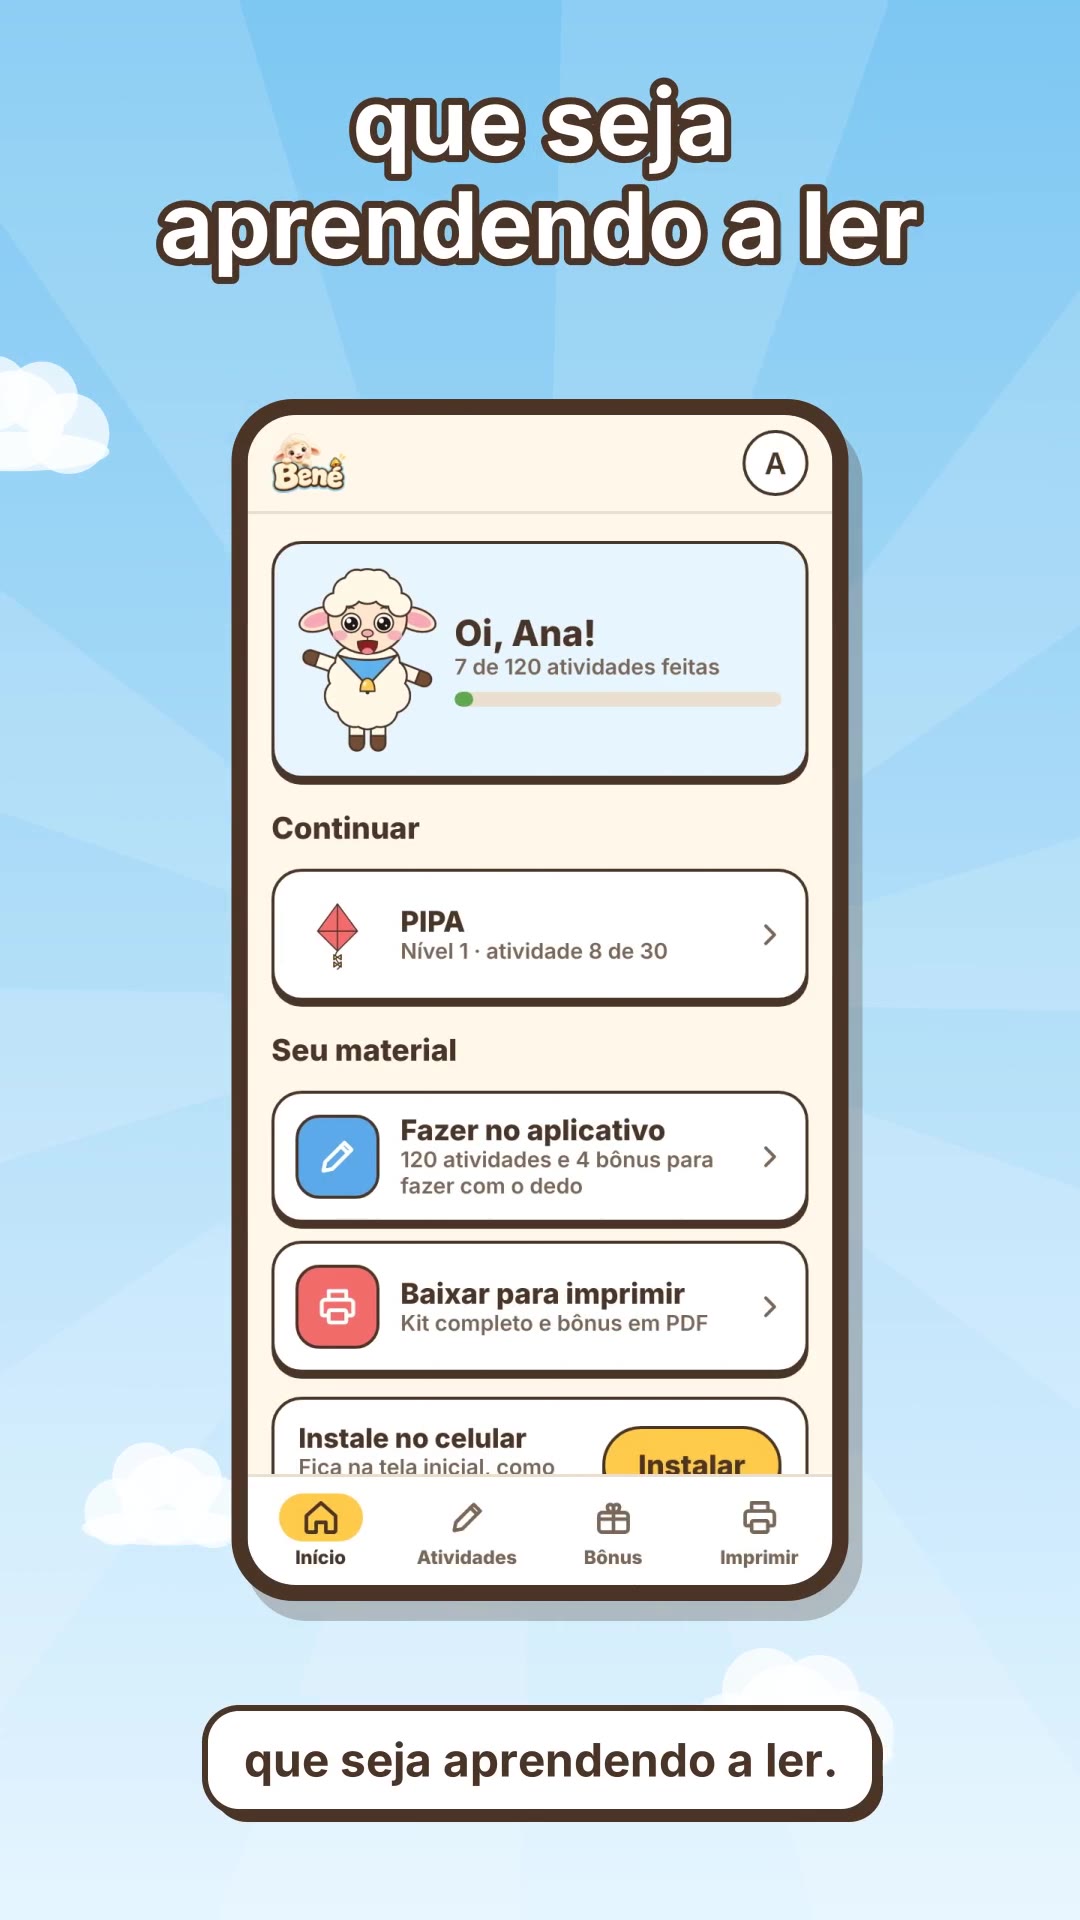 que seja
aprendendo a ler
Benê
A
Oi, Ana!
7 de 120 atividades feitas
Continuar
PIPA
Nível 1 · atividade 8 de 30
Seu material
Fazer no aplicativo
120 atividades e 4 bônus para
fazer com o dedo
Baixar para imprimir
Kit completo e bônus em PDF
Instale no celular
Fica na tela inicial, como
Instalar
Início
Atividades
Bônus
Imprimir
que seja aprendendo a ler.